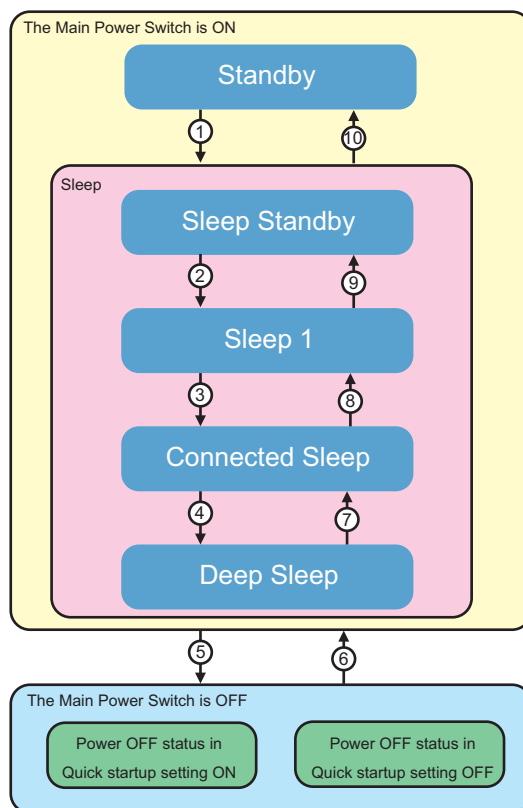 The Main Power Switch is ON
Standby
1
10
Sleep
Sleep Standby
2
9
Sleep 1
3
8
Connected Sleep
4
7
Deep Sleep
5
6
The Main Power Switch is OFF
Power OFF status in
Quick startup setting ON
Power OFF status in
Quick startup setting OFF